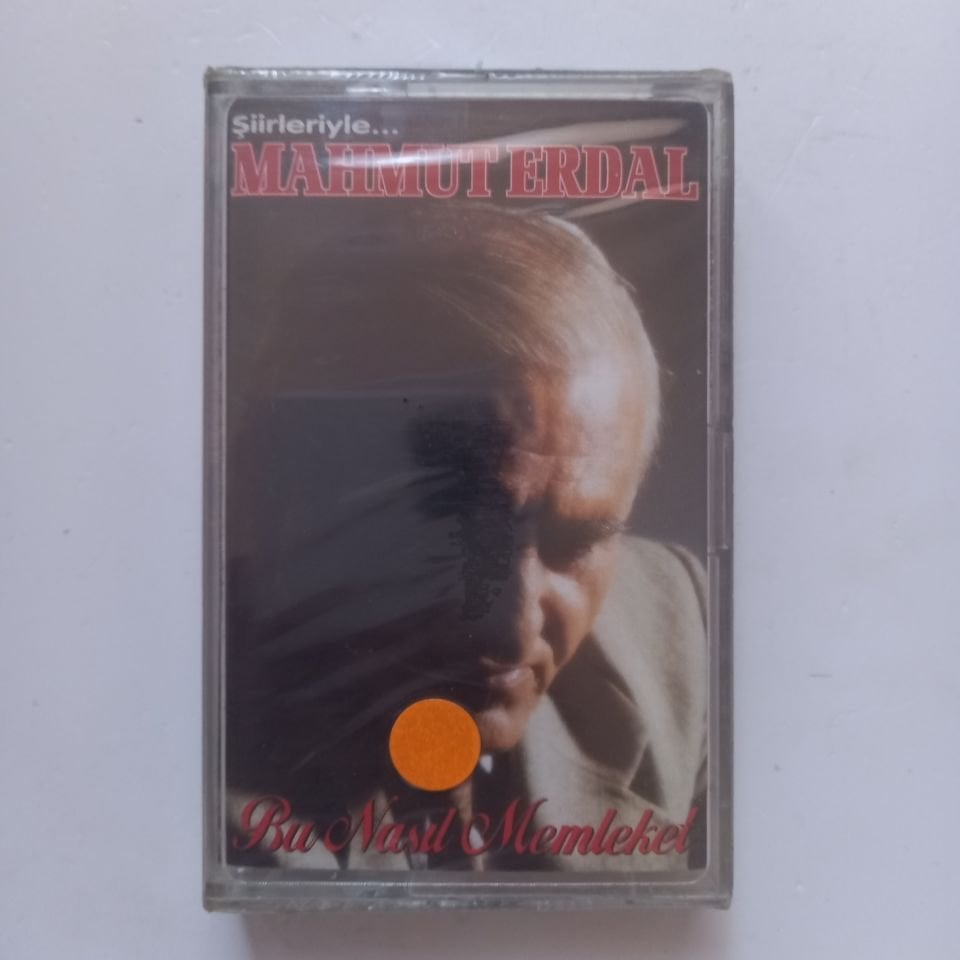 Şiirleriyle...
MAHMUT ERDAL
Bu Nasıl Memleket